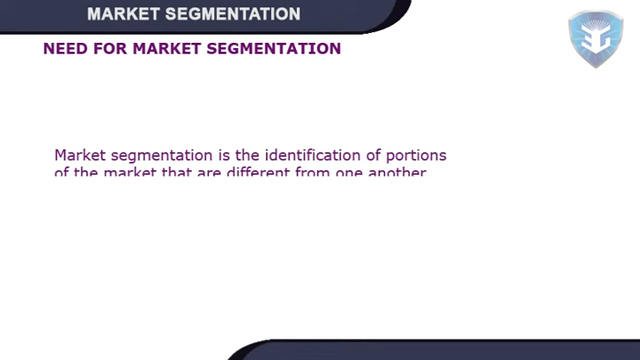 MARKET SEGMENTATION
NEED FOR MARKET SEGMENTATION
Market segmentation is the identification of portions
of the market that are different from one another